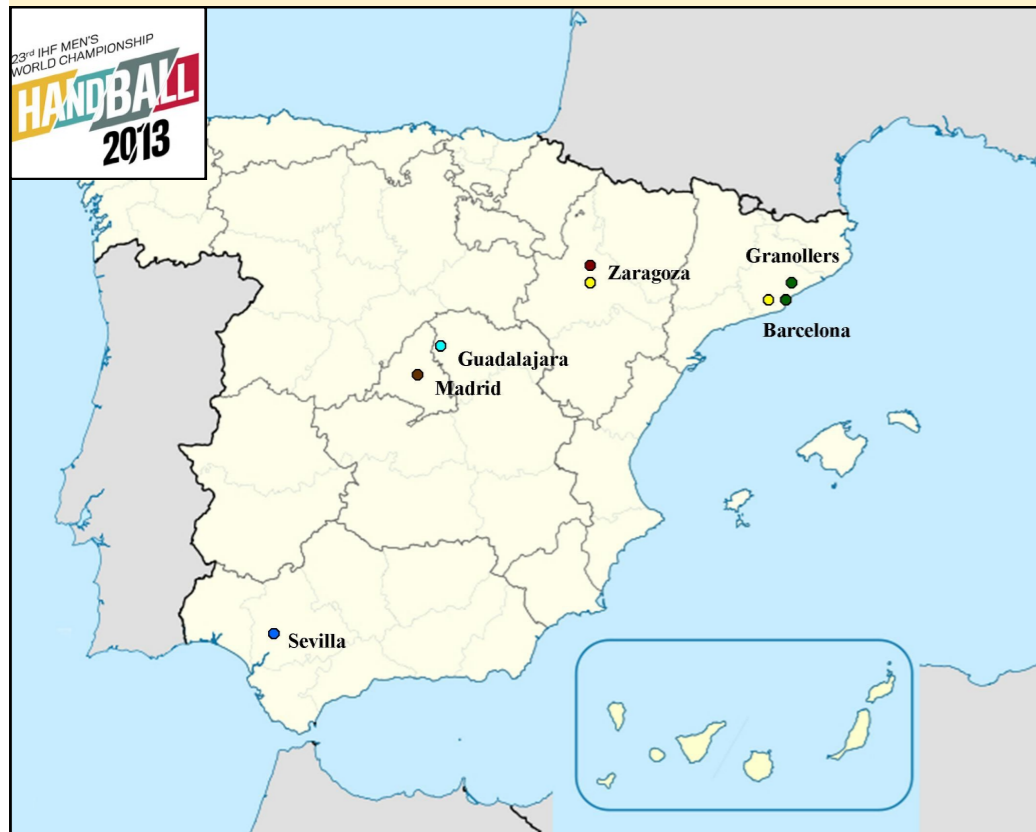 23rd IHF MEN'S
WORLD CHAMPIONSHIP
HANDBALL
2013
Granollers
Zaragoza
Barcelona
Guadalajara
Madrid
Sevilla